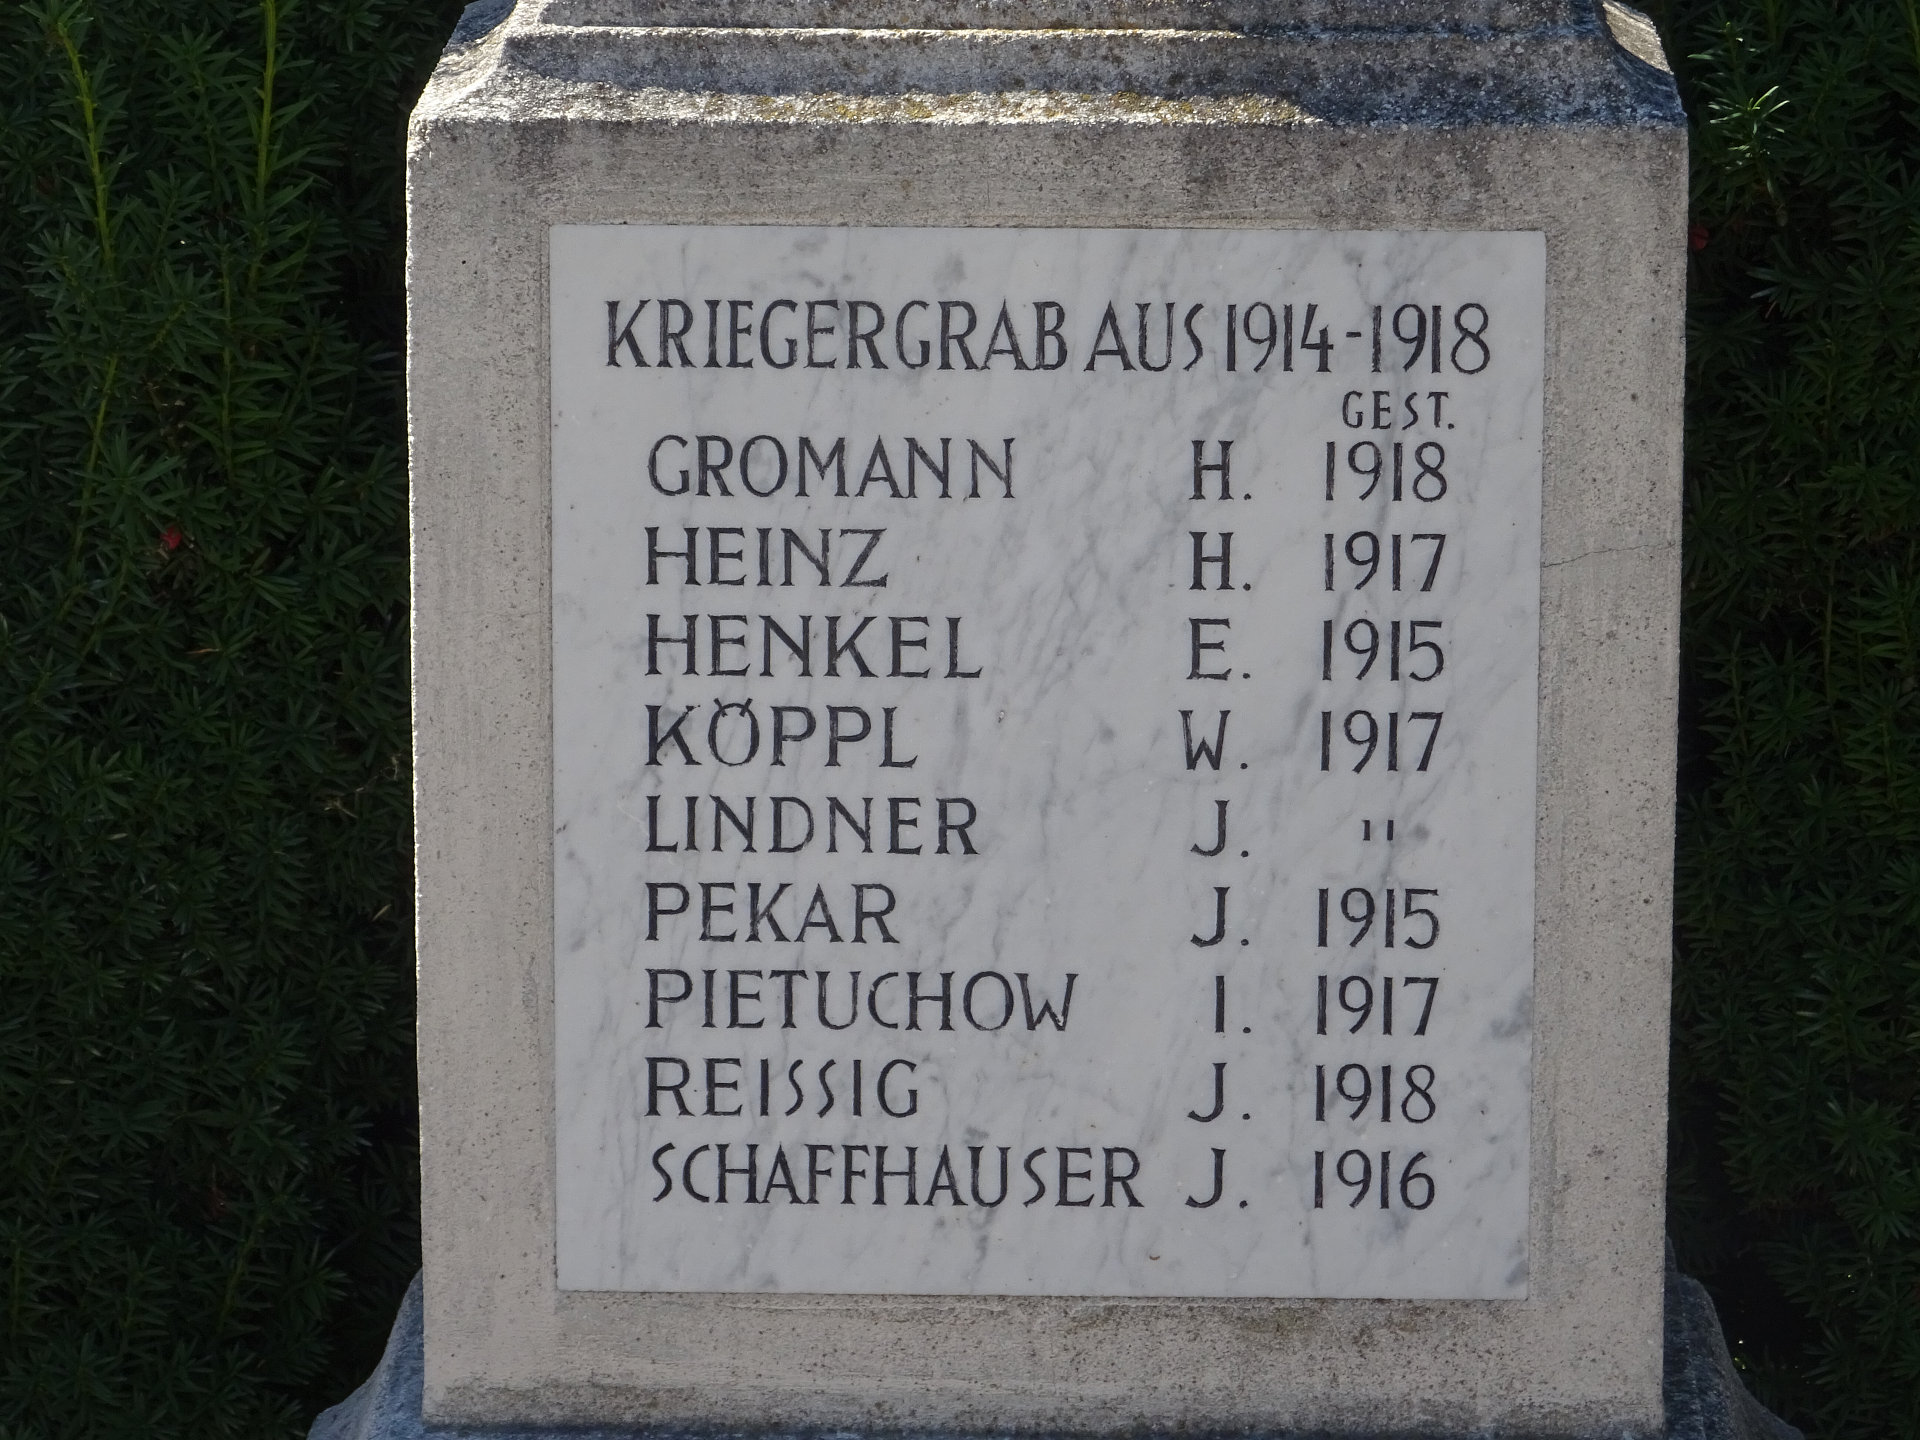 KRIEGERGRAB AUS 1914-1918
GEST.
GROMANN H. 1918
HEINZ H. 1917
HENKEL E. 1915
KÖPPL W. 1917
LINDNER J. "
PEKAR J. 1915
PIETUCHOW I. 1917
REISSIG J. 1918
SCHAFFHAUSER J. 1916